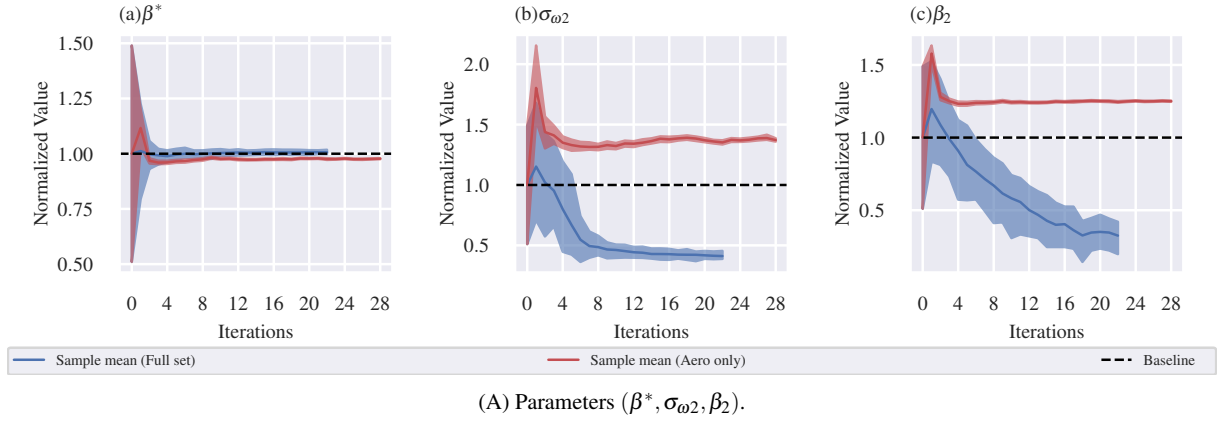 (a)β*
(b)σω2
(c)β2
Normalized Value
1.50
1.25
1.00
0.75
0.50
0 4 8 12 16 20 24 28
Iterations
Normalized Value
2.0
1.5
1.0
0.5
0 4 8 12 16 20 24 28
Iterations
Normalized Value
1.5
1.0
0.5
0 4 8 12 16 20 24 28
Iterations
Sample mean (Full set)
Sample mean (Aero only)
Baseline
(A) Parameters (β*, σω2, β2).